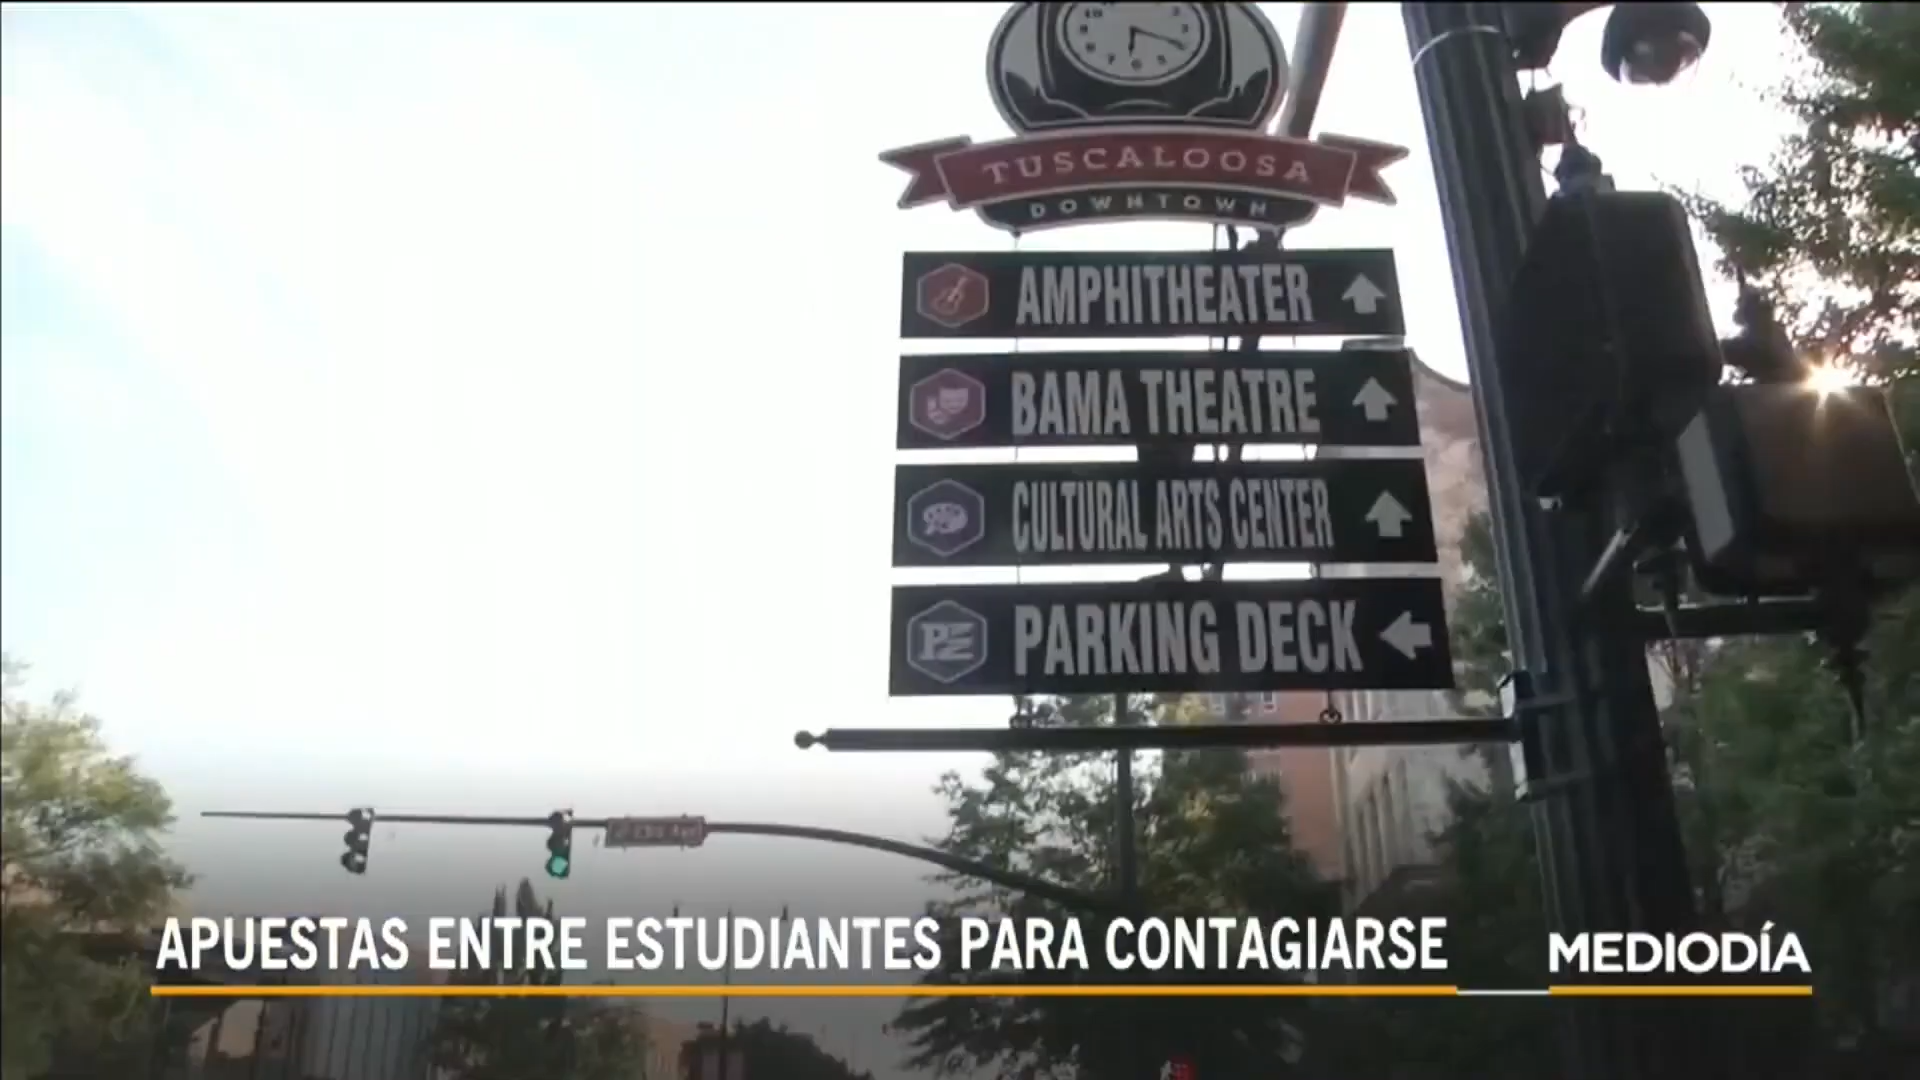 TUSCALOOSA
DOWNTOWN
AMPHITHEATER
BAMA THEATRE
CULTURAL ARTS CENTER
PARKING DECK
APUESTAS ENTRE ESTUDIANTES PARA CONTAGIARSE
MEDIODÍA